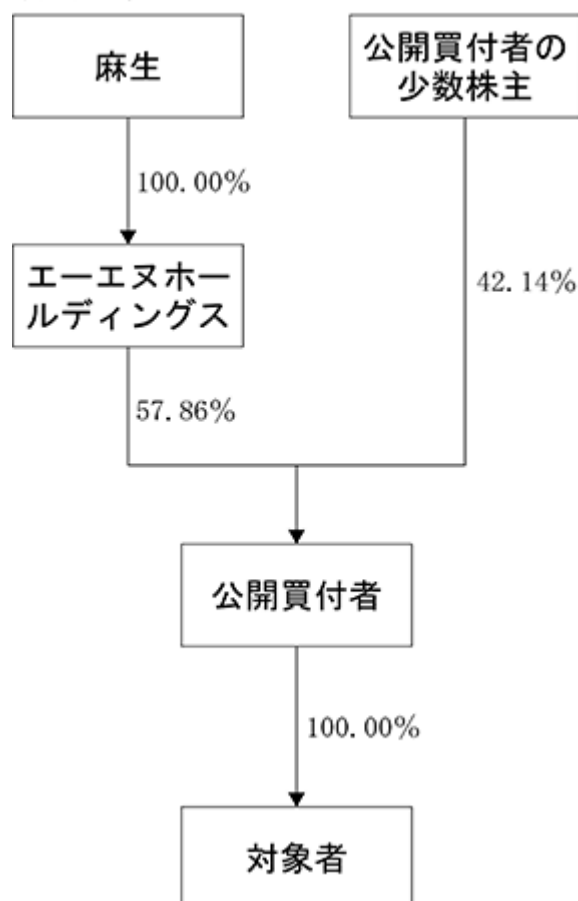 麻生
公開買付者の
少数株主
100.00%
エーエヌホー
ルディングス
42.14%
57.86%
公開買付者
100.00%
対象者